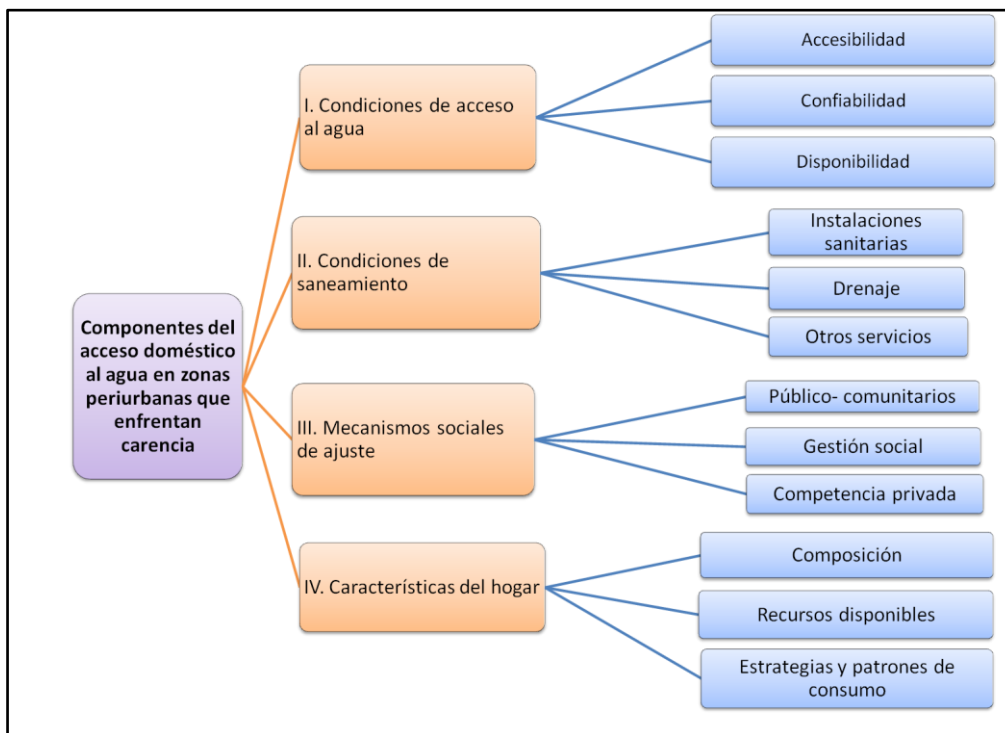 Componentes del
acceso doméstico
al agua en zonas
periurbanas que
enfrentan
carencia
I. Condiciones de acceso
al agua
Accesibilidad
Confiabilidad
Disponibilidad
II. Condiciones de
saneamiento
Instalaciones
sanitarias
Drenaje
Otros servicios
III. Mecanismos sociales
de ajuste
Público- comunitarios
Gestión social
Competencia privada
IV. Características del hogar
Composición
Recursos disponibles
Estrategias y patrones de
consumo